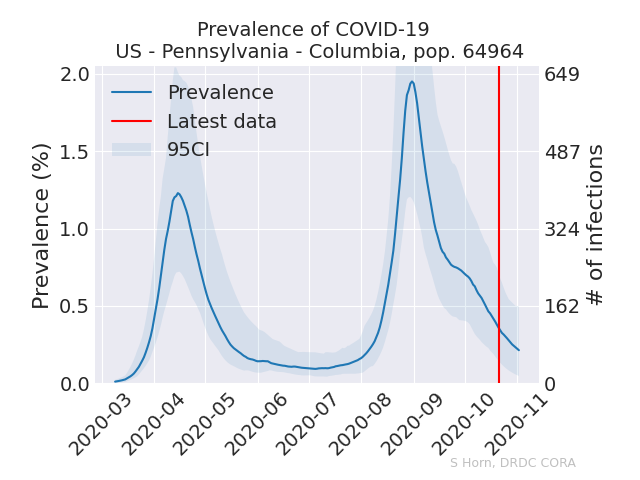 Prevalence of COVID-19
US - Pennsylvania - Columbia, pop. 64964
Prevalence (%)
2.0
1.5
1.0
0.5
0.0
Prevalence
Latest data
95CI
649
487
324
162
0
# of infections
2020-03
2020-04
2020-05
2020-06
2020-07
2020-08
2020-09
2020-10
2020-11
S Horn, DRDC CORA